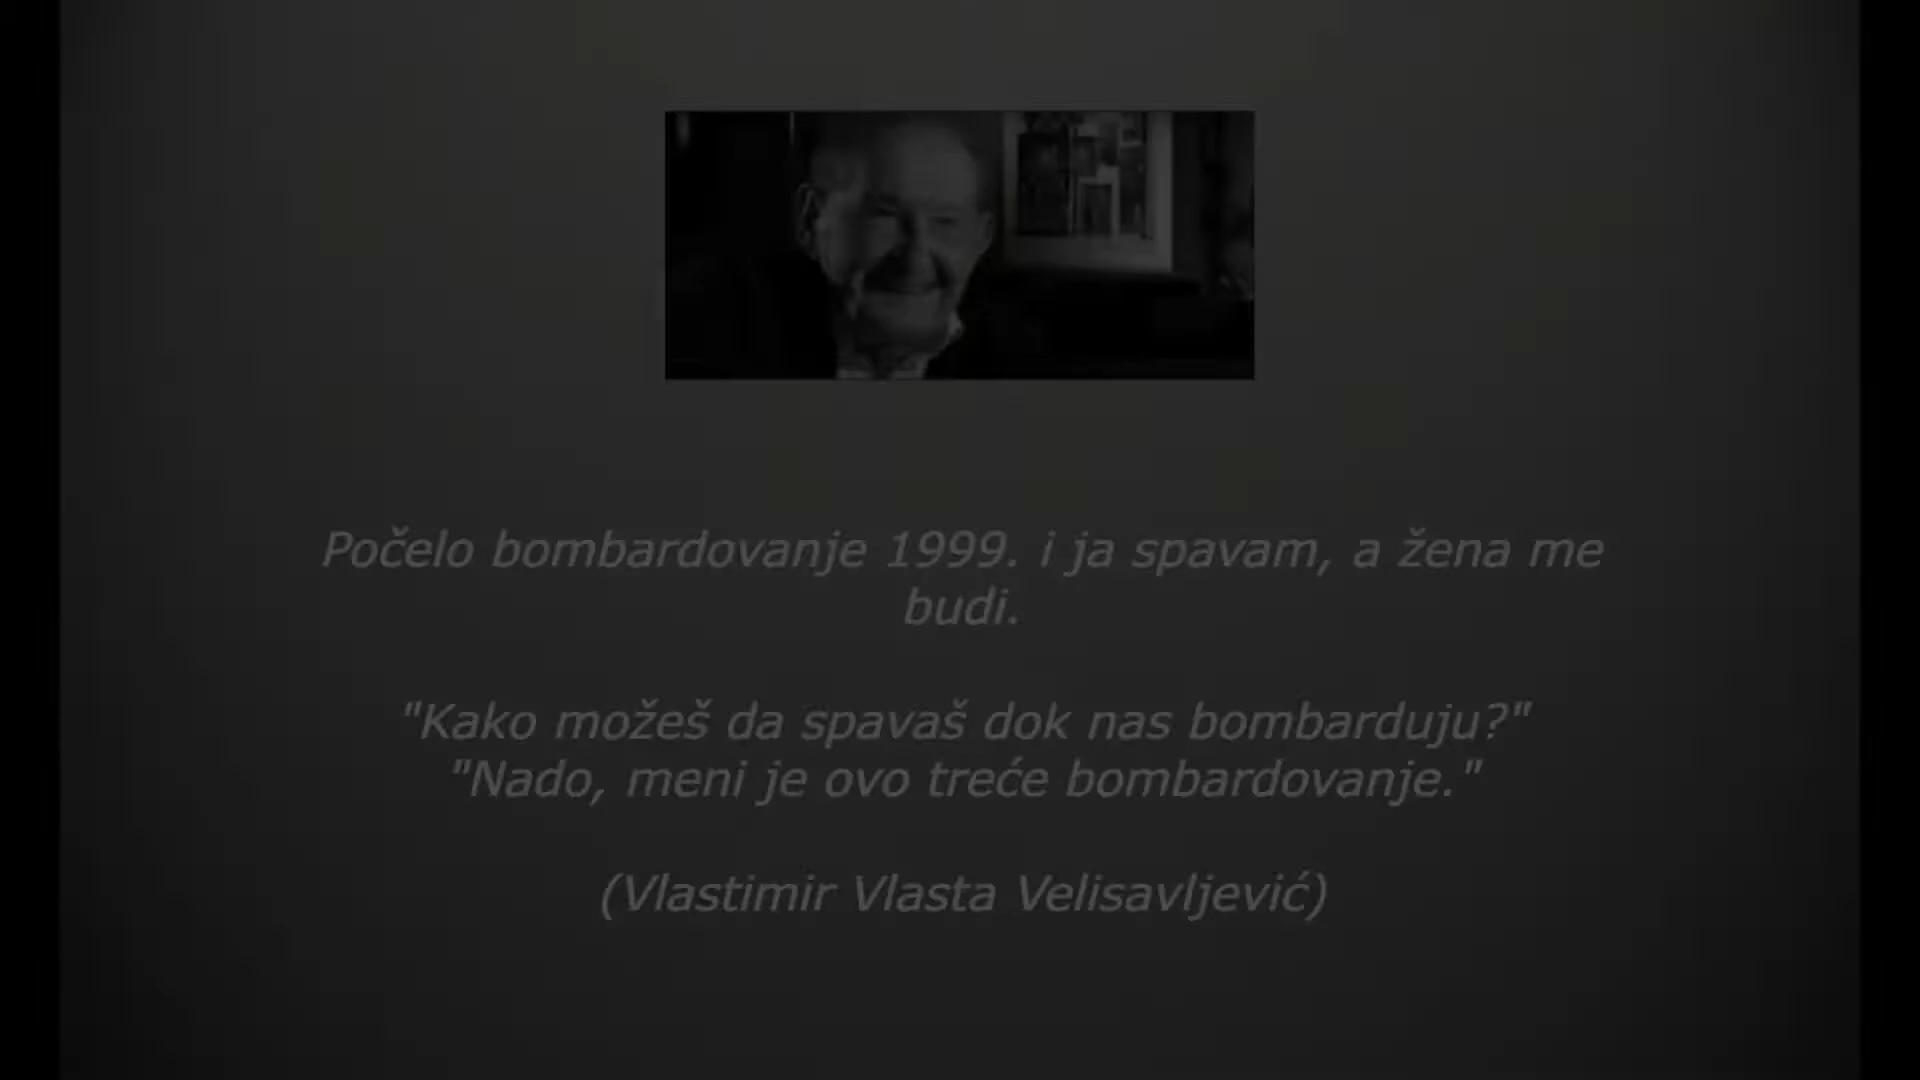 Počelo bombardovanje 1999. i ja spavam, a žena me
budi.
"Kako možeš da spavaš dok nas bombarduju?"
"Nado, meni je ovo treće bombardovanje."
(Vlastimir Vlasta Velisavljević)